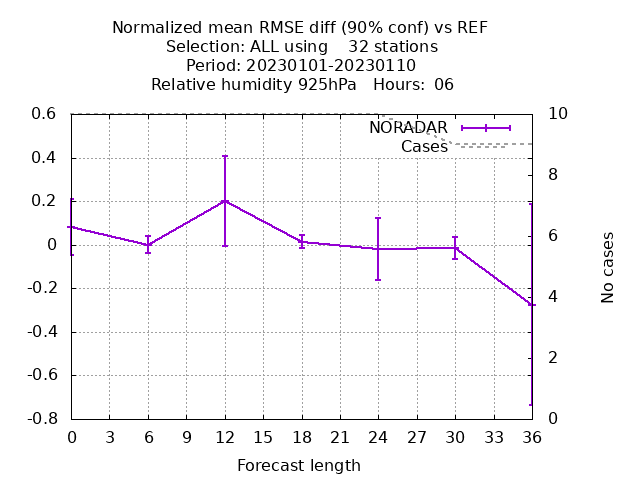 Normalized mean RMSE diff (90% conf) vs REF
Selection: ALL using 32 stations
Period: 20230101-20230110
Relative humidity 925hPa Hours: 06
0.6
0.4
0.2
0
-0.2
-0.4
-0.6
-0.8
NORADAR
Cases
10
8
6
4
2
0
No cases
0 3 6 9 12 15 18 21 24 27 30 33 36
Forecast length